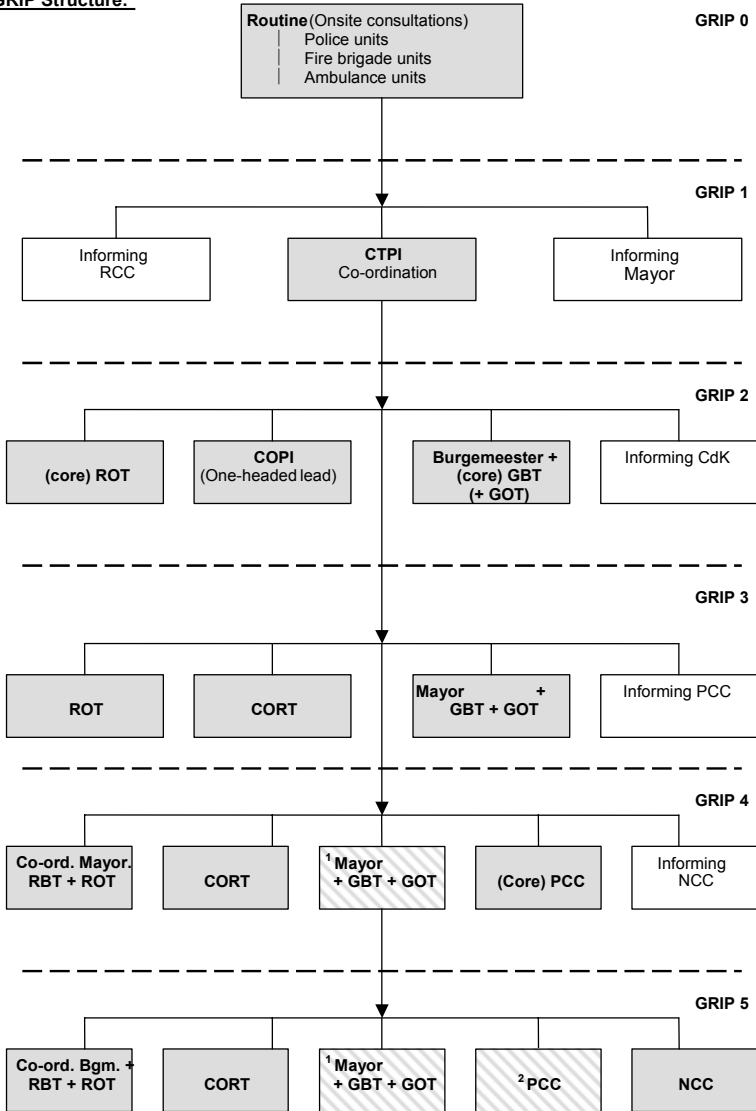 GRIP Structure:
Routine(Onsite consultations)
Police units
Fire brigade units
Ambulance units
GRIP 0
GRIP 1
Informing
RCC
CTPI
Co-ordination
Informing
Mayor
GRIP 2
(core) ROT
COPI
(One-headed lead)
Burgemeester +
(core) GBT
(+ GOT)
Informing CdK
GRIP 3
ROT
CORT
Mayor +
GBT + GOT
Informing PCC
GRIP 4
Co-ord. Mayor.
RBT + ROT
CORT
1 Mayor
+ GBT + GOT
(Core) PCC
Informing
NCC
GRIP 5
Co-ord. Bgm. +
RBT + ROT
CORT
1 Mayor
+ GBT + GOT
2 PCC
NCC